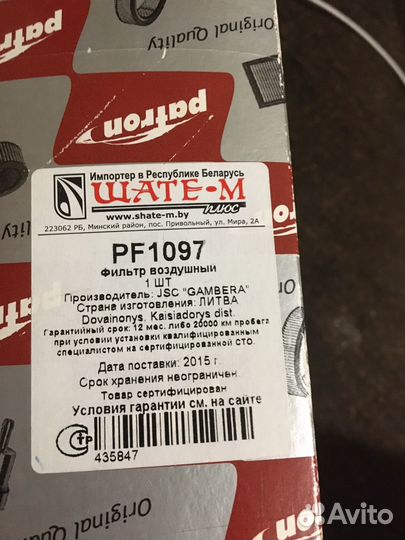 Original Quality
patron
patron
Импортер в Республике Беларусь
ШАТЕ-М
ПЛЮС
www.shate-m.by
223062 РБ, Минский район, пос. Привольный, ул. Мира, 2А
PF1097
ФИЛЬТР ВОЗДУШНЫЙ
1 ШТ
Производитель: JSC "GAMBERA"
Страна изготовления: ЛИТВА
Dovainonys, Kaisiadorys dist.
Гарантийный срок: 12 мес. либо 20000 км пробега
при условии установки квалифицированным
специалистом на сертифицированной СТО.
Дата поставки: 2015 г.
Срок хранения неограничен.
Товар сертифицирован
Условия гарантии см. на сайте
435847
patron
patron
Original Quality
Avito